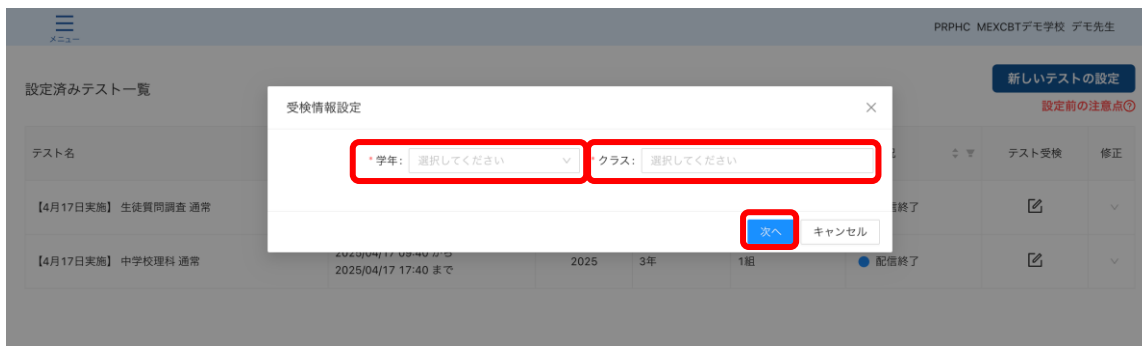 メニュー
PRPHC MEXCBTデモ学校 デモ先生
設定済みテスト一覧
新しいテストの設定
設定前の注意点?
受検情報設定
テスト名
* 学年: 選択してください
* クラス: 選択してください
テスト受検
修正
【4月17日実施】 生徒質問調査 通常
配信終了
次へ
キャンセル
【4月17日実施】 中学校理科 通常
2025/04/17 09:40 から
2025/04/17 17:40 まで
2025
3年
1組
配信終了